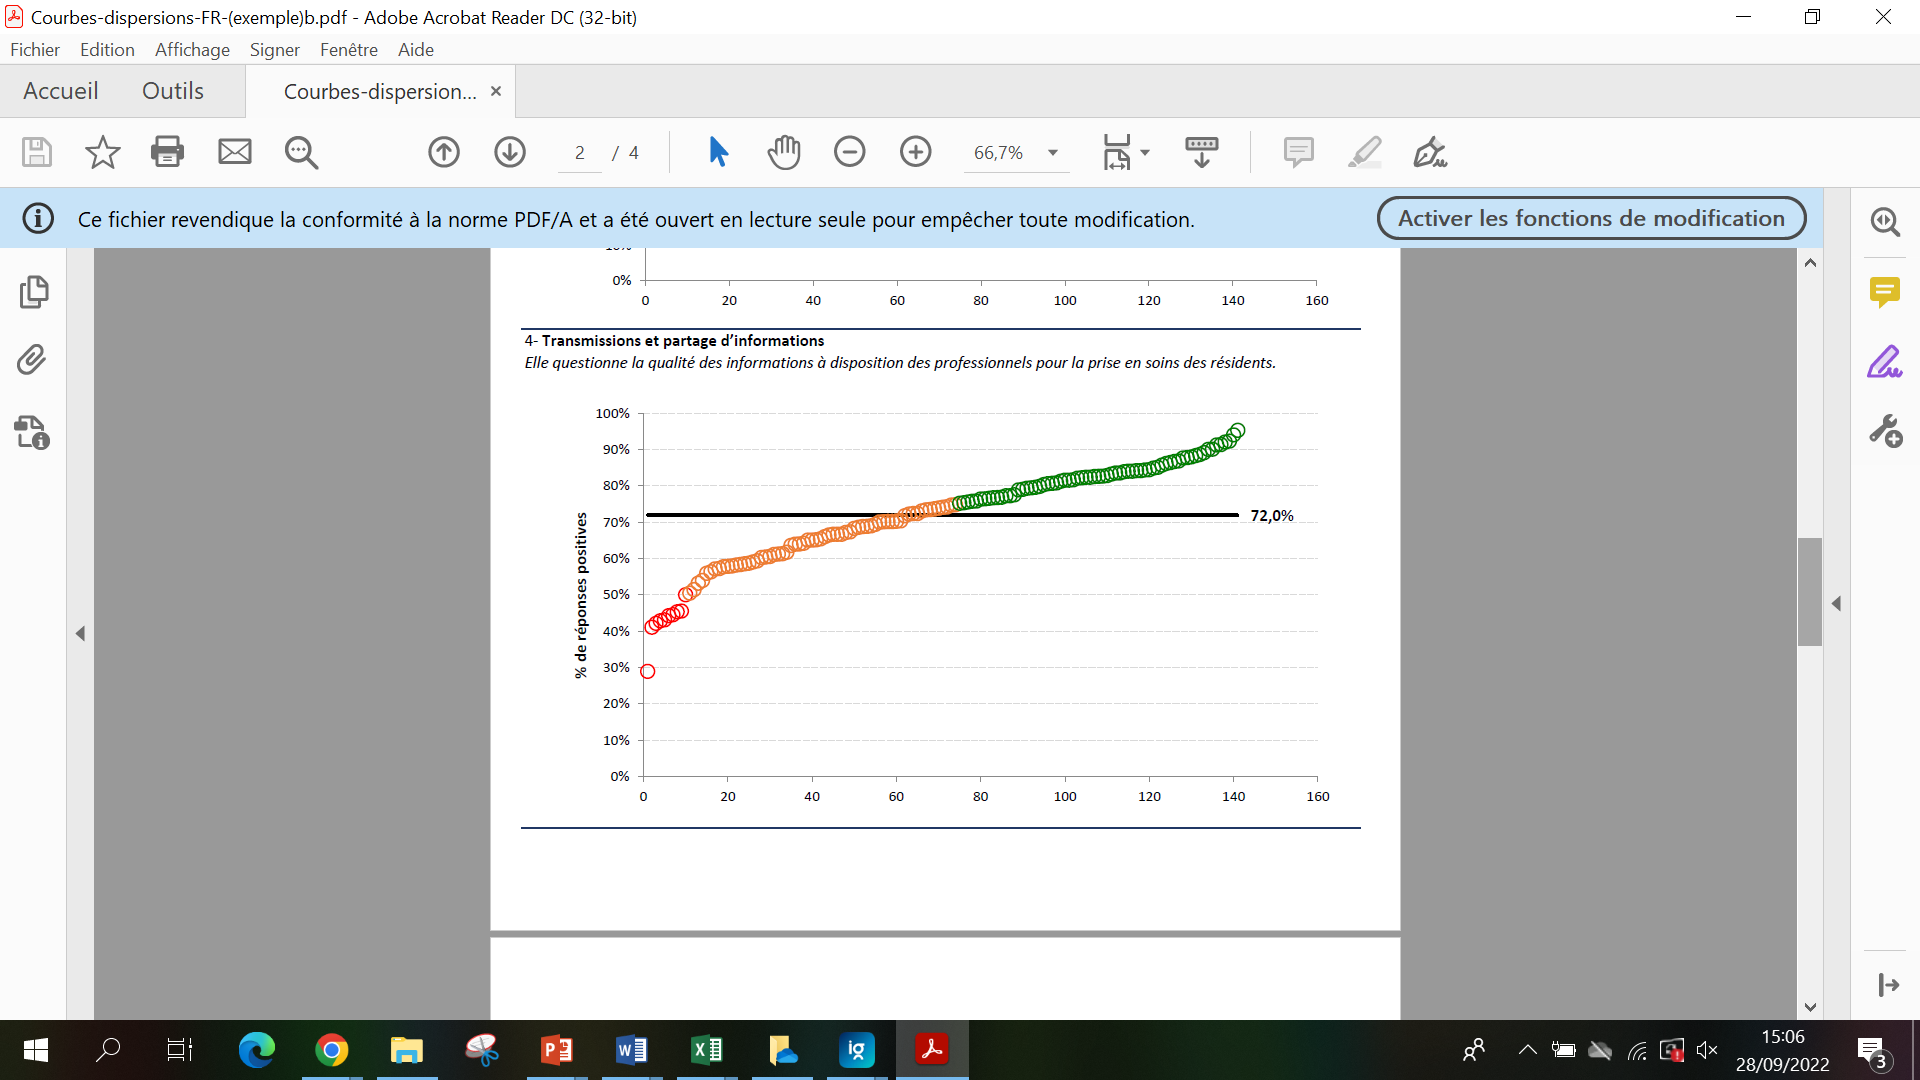 Courbes-dispersions-FR-(exemple)b.pdf - Adobe Acrobat Reader DC (32-bit)
Fichier Edition Affichage Signer Fenêtre Aide
Accueil Outils Courbes-dispersion... ×
2 / 4 66,7%
Ce fichier revendique la conformité à la norme PDF/A et a été ouvert en lecture seule pour empêcher toute modification. Activer les fonctions de modification
0%
0 20 40 60 80 100 120 140 160
4- Transmissions et partage d’informations
Elle questionne la qualité des informations à disposition des professionnels pour la prise en soins des résidents.
% de réponses positives
100%
90%
80%
70%
60%
50%
40%
30%
20%
10%
0%
72,0%
0 20 40 60 80 100 120 140 160
15:06
28/09/2022
3